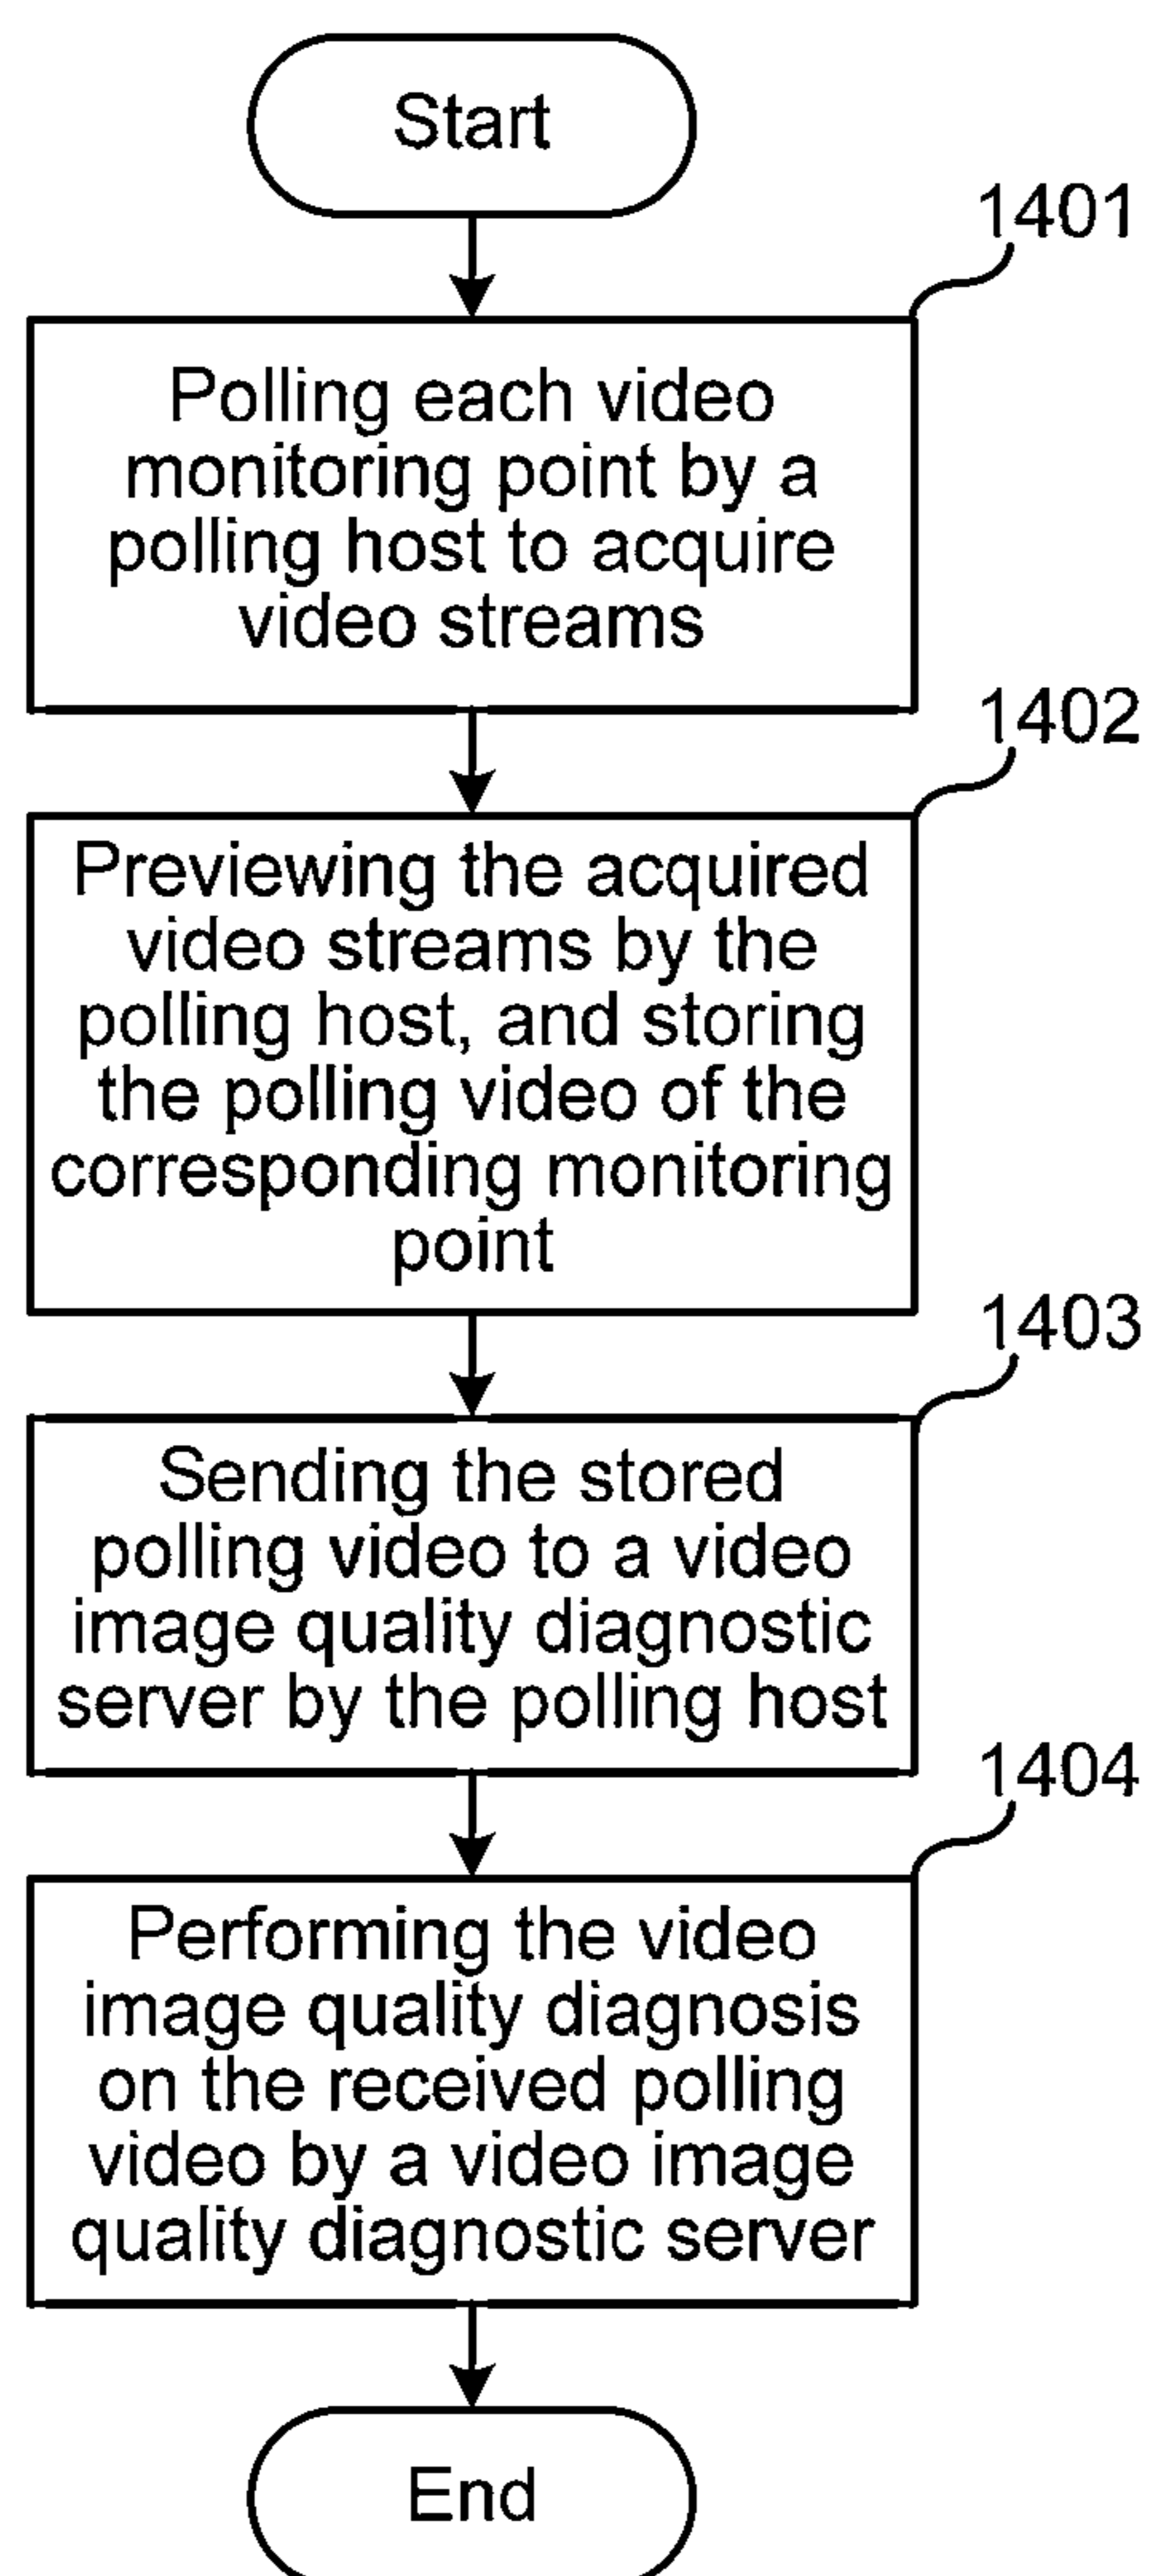 Start
1401
Polling each video
monitoring point by a
polling host to acquire
video streams
1402
Previewing the acquired
video streams by the
polling host, and storing
the polling video of the
corresponding monitoring
point
1403
Sending the stored
polling video to a video
image quality diagnostic
server by the polling host
1404
Performing the video
image quality diagnosis
on the received polling
video by a video image
quality diagnostic server
End